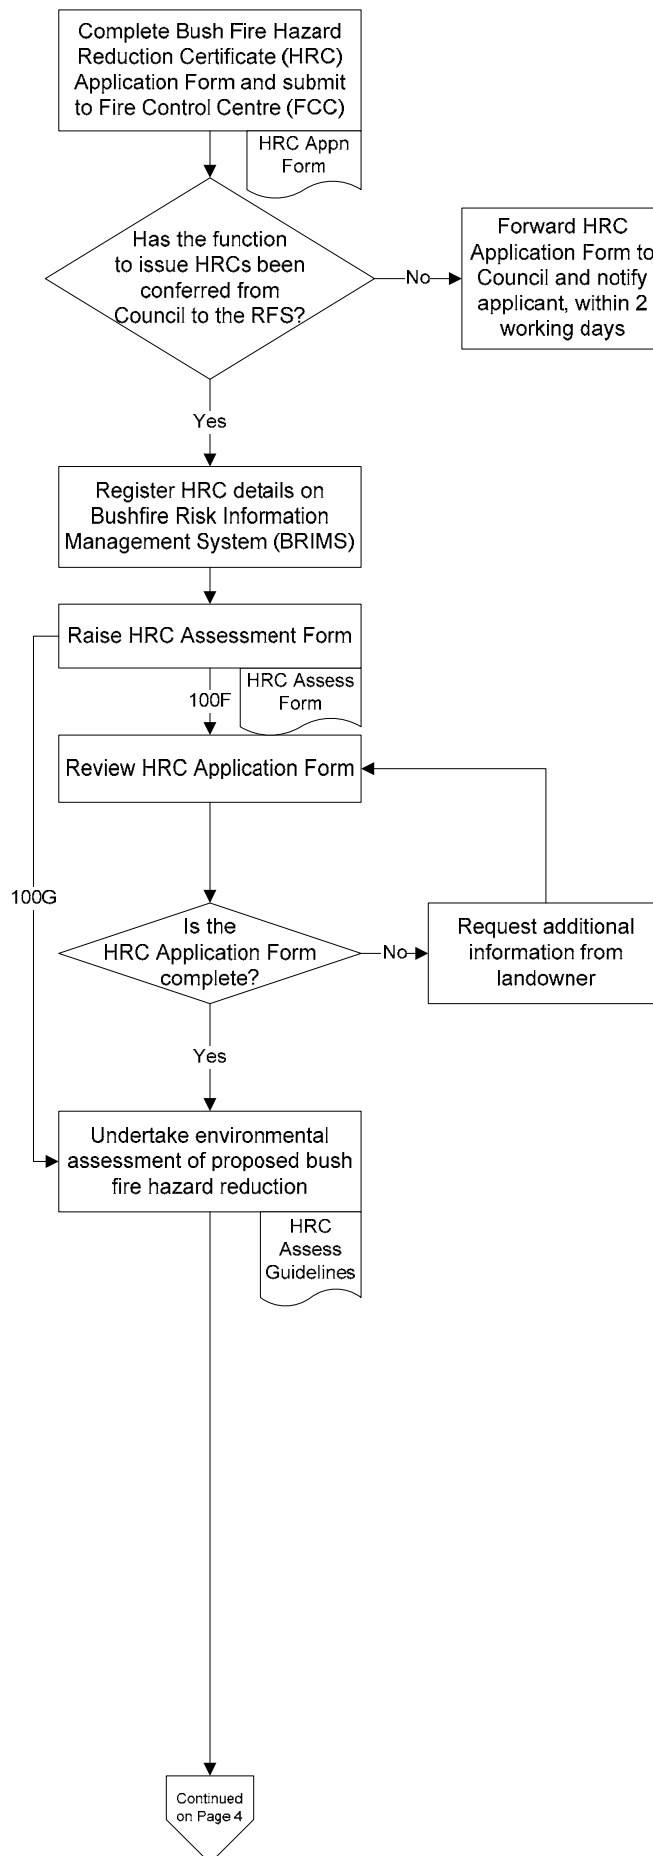 Complete Bush Fire Hazard
Reduction Certificate (HRC)
Application Form and submit
to Fire Control Centre (FCC)
HRC Appn
Form
Has the function
to issue HRCs been
conferred from
Council to the RFS?
No
Forward HRC
Application Form to
Council and notify
applicant, within 2
working days
Yes
Register HRC details on
Bushfire Risk Information
Management System (BRIMS)
Raise HRC Assessment Form
100F
HRC Assess
Form
Review HRC Application Form
100G
Is the
HRC Application Form
complete?
No
Request additional
information from
landowner
Yes
Undertake environmental
assessment of proposed bush
fire hazard reduction
HRC
Assess
Guidelines
Continued
on Page 4